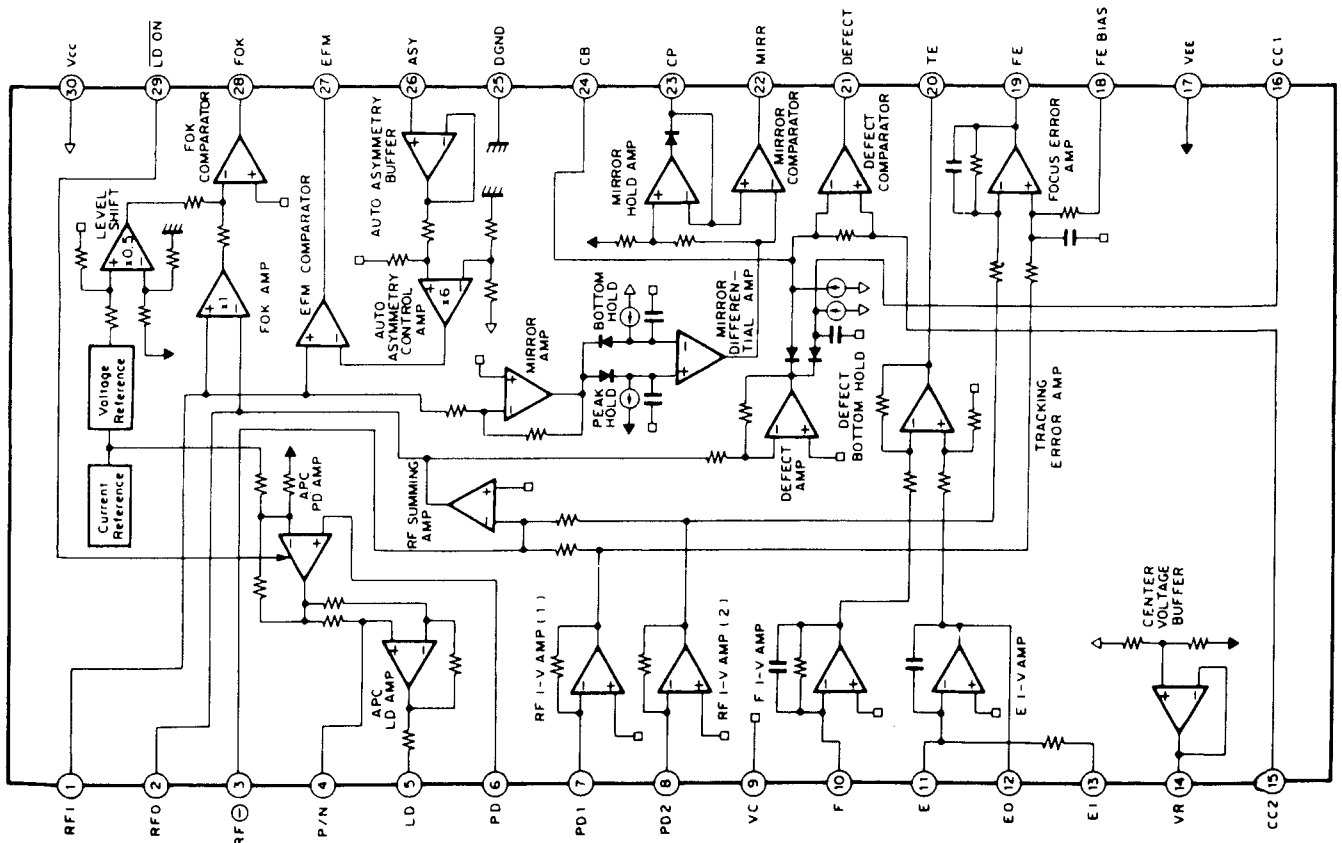 30 Vcc
29 LD ON
28 FOK
27 EFM
26 ASY
25 DGND
24 CB
23 CP
22 MIRR
21 DEFECT
20 TE
19 FE
18 FE BIAS
17 VEE
16 CC1
FOK
COMPARATOR
LEVEL
SHIFT
×0.5
×1
FOK AMP
EFM COMPARATOR
AUTO ASYMMETRY
BUFFER
AUTO
ASYMMETRY
CONTROL
AMP
×6
Voltage
Reference
Current
Reference
APC
PD AMP
APC
LD AMP
RF SUMMING
AMP
MIRROR
AMP
PEAK
HOLD
BOTTOM
HOLD
MIRROR
DIFFEREN-
TIAL AMP
MIRROR
HOLD AMP
MIRROR
COMPARATOR
DEFECT
COMPARATOR
DEFECT
AMP
DEFECT
BOTTOM HOLD
TRACKING
ERROR AMP
FOCUS ERROR
AMP
RF I-V AMP (1)
RF I-V AMP (2)
F I-V AMP
E I-V AMP
CENTER
VOLTAGE
BUFFER
RFI 1
RFO 2
RF⊖ 3
P/N 4
LD 5
PD 6
PD1 7
PD2 8
VC 9
F 10
E 11
EO 12
EI 13
VR 14
CC2 15